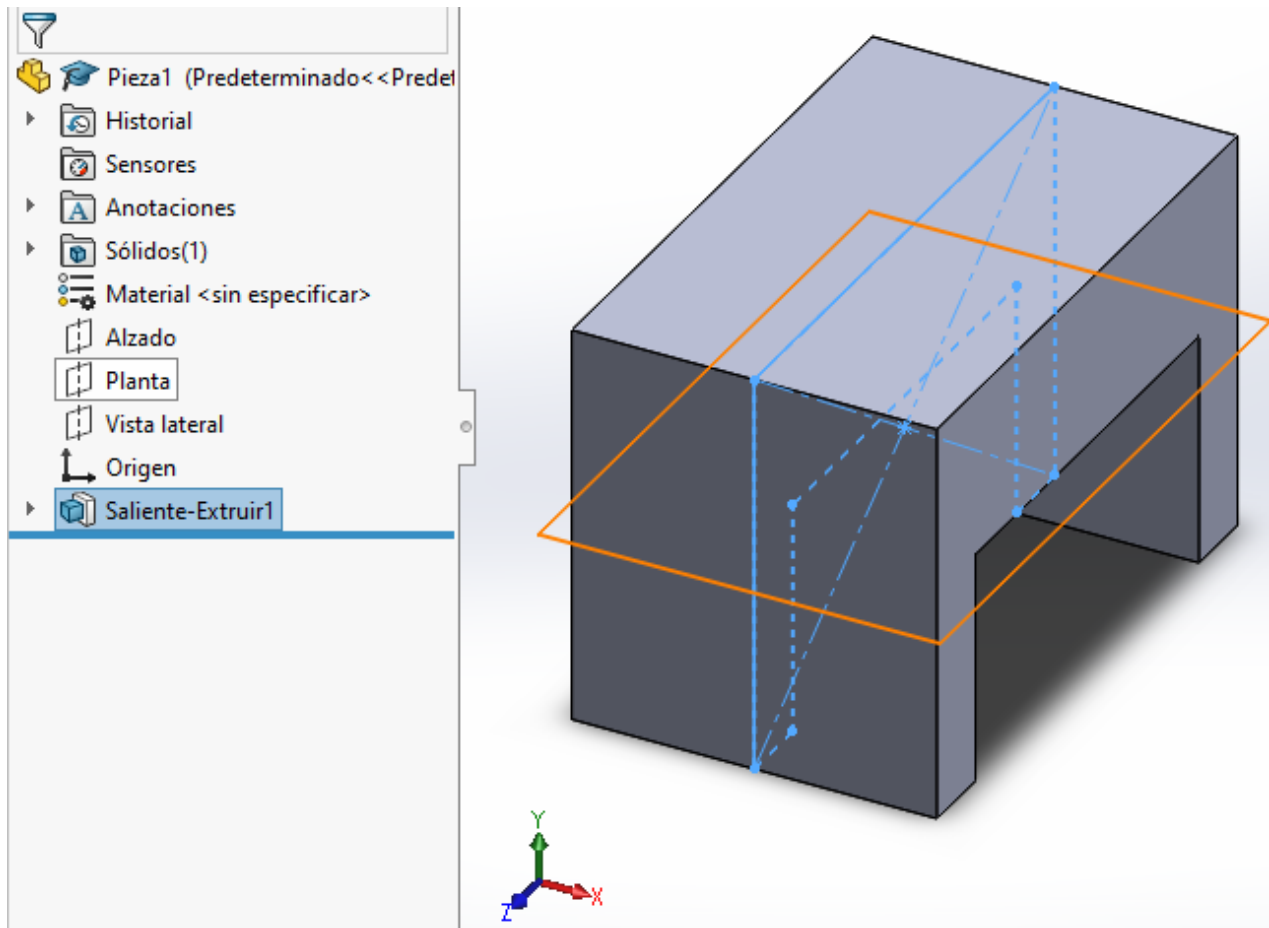 Pieza1 (Predeterminado<<Predet
Historial
Sensores
A Anotaciones
Sólidos(1)
Material <sin especificar>
Alzado
Planta
Vista lateral
Origen
Saliente-Extruir1
Y
X
Z